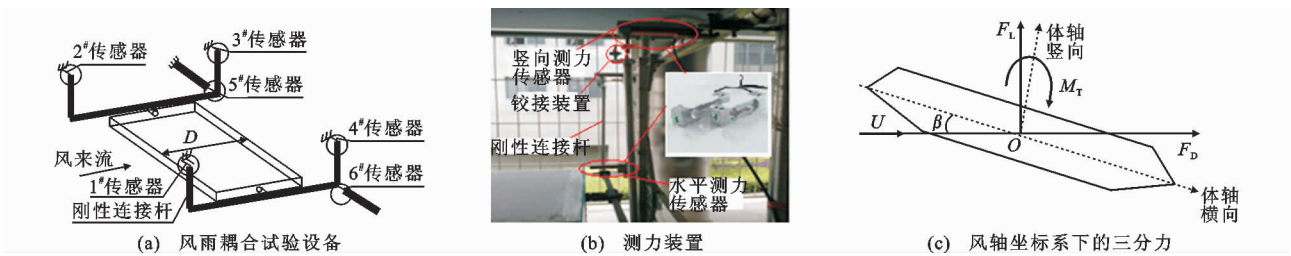 2#传感器
3#传感器
5#传感器
4#传感器
D
风来流
1#传感器
6#传感器
刚性连接杆
(a) 风雨耦合试验设备
竖向测力
传感器
铰接装置
刚性连接杆
水平测力
传感器
(b) 测力装置
FL
体轴
竖向
MT
U
β
O
FD
体轴
横向
(c) 风轴坐标系下的三分力